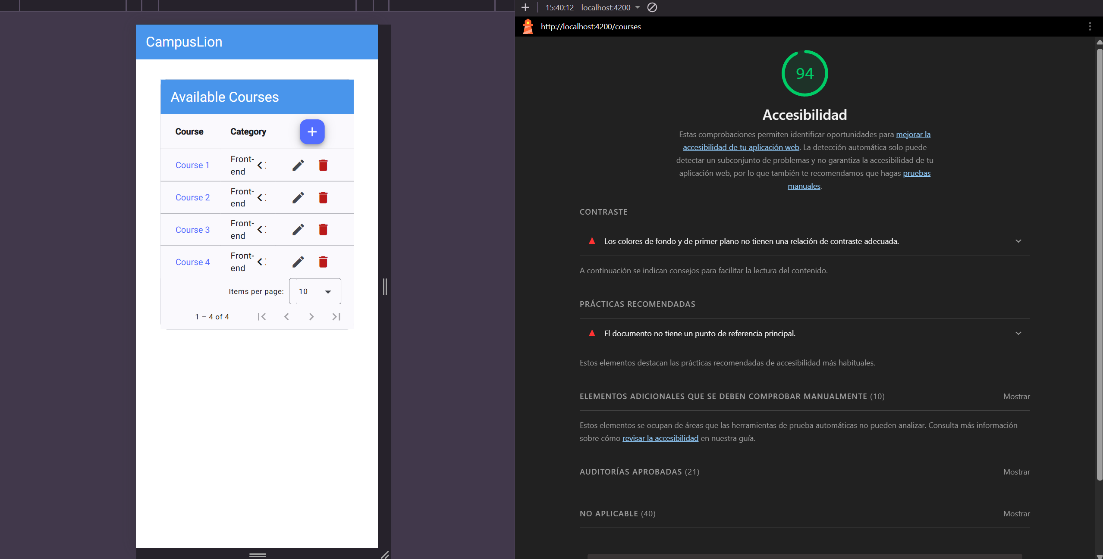 CampusLion
Available Courses
Course Category +
Course 1 Front-
end
Course 2 Front-
end
Course 3 Front-
end
Course 4 Front-
end
Items per page: 10
1 – 4 of 4
15:40:12 localhost:4200
http://localhost:4200/courses
94
Accesibilidad
Estas comprobaciones permiten identificar oportunidades para mejorar la
accesibilidad de tu aplicación web. La detección automática solo puede
detectar un subconjunto de problemas y no garantiza la accesibilidad de tu
aplicación web, por lo que también te recomendamos que hagas pruebas
manuales.
CONTRASTE
Los colores de fondo y de primer plano no tienen una relación de contraste adecuada.
A continuación se indican consejos para facilitar la lectura del contenido.
PRÁCTICAS RECOMENDADAS
El documento no tiene un punto de referencia principal.
Estos elementos destacan las prácticas recomendadas de accesibilidad más habituales.
ELEMENTOS ADICIONALES QUE SE DEBEN COMPROBAR MANUALMENTE (10) Mostrar
Estos elementos se ocupan de áreas que las herramientas de prueba automáticas no pueden analizar. Consulta más información
sobre cómo revisar la accesibilidad en nuestra guía.
AUDITORÍAS APROBADAS (21) Mostrar
NO APLICABLE (40) Mostrar